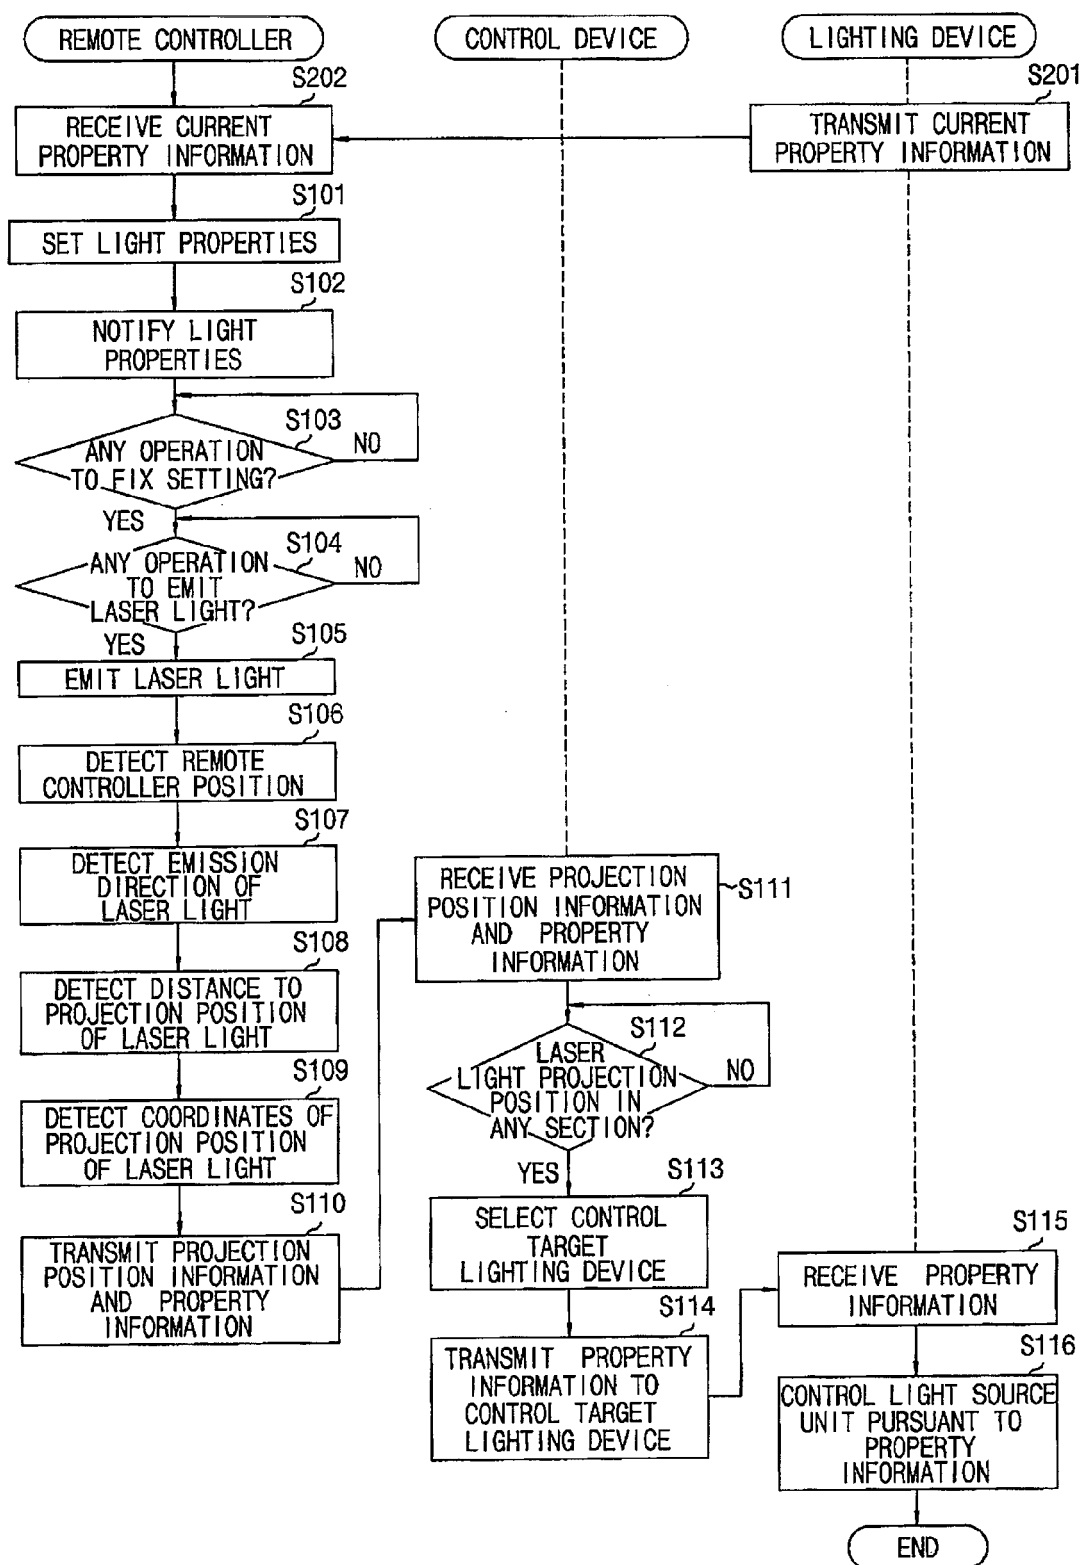 REMOTE CONTROLLER
CONTROL DEVICE
LIGHTING DEVICE
S202
RECEIVE CURRENT
PROPERTY INFORMATION
S201
TRANSMIT CURRENT
PROPERTY INFORMATION
S101
SET LIGHT PROPERTIES
S102
NOTIFY LIGHT
PROPERTIES
S103
ANY OPERATION
TO FIX SETTING?
NO
YES
S104
ANY OPERATION
TO EMIT
LASER LIGHT?
NO
YES
S105
EMIT LASER LIGHT
S106
DETECT REMOTE
CONTROLLER POSITION
S107
DETECT EMISSION
DIRECTION OF
LASER LIGHT
S108
DETECT DISTANCE TO
PROJECTION POSITION
OF LASER LIGHT
S109
DETECT COORDINATES OF
PROJECTION POSITION
OF LASER LIGHT
S110
TRANSMIT PROJECTION
POSITION INFORMATION
AND PROPERTY
INFORMATION
RECEIVE PROJECTION
POSITION INFORMATION
AND PROPERTY
INFORMATION
S111
S112
LASER
LIGHT PROJECTION
POSITION IN
ANY SECTION?
NO
YES
S113
SELECT CONTROL
TARGET
LIGHTING DEVICE
S114
TRANSMIT PROPERTY
INFORMATION TO
CONTROL TARGET
LIGHTING DEVICE
S115
RECEIVE PROPERTY
INFORMATION
S116
CONTROL LIGHT SOURCE
UNIT PURSUANT TO
PROPERTY
INFORMATION
END